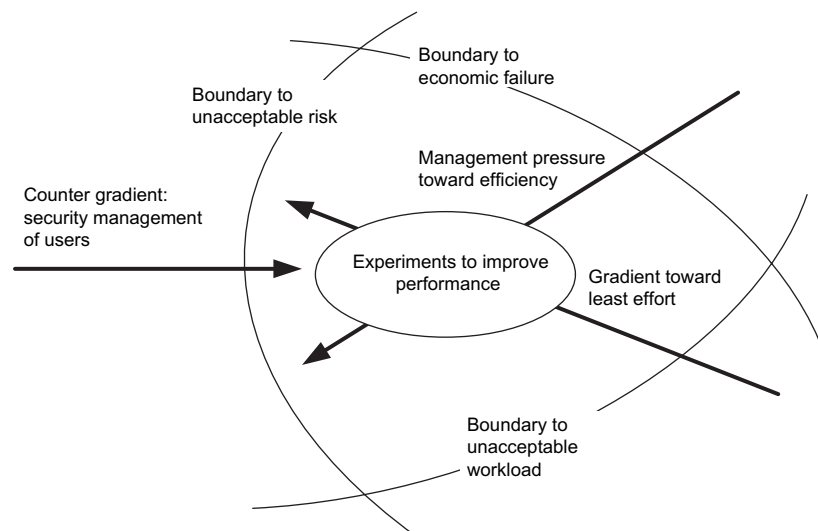 Boundary to
economic failure
Boundary to
unacceptable risk
Management pressure
toward efficiency
Counter gradient:
security management
of users
Experiments to improve
performance
Gradient toward
least effort
Boundary to
unacceptable
workload